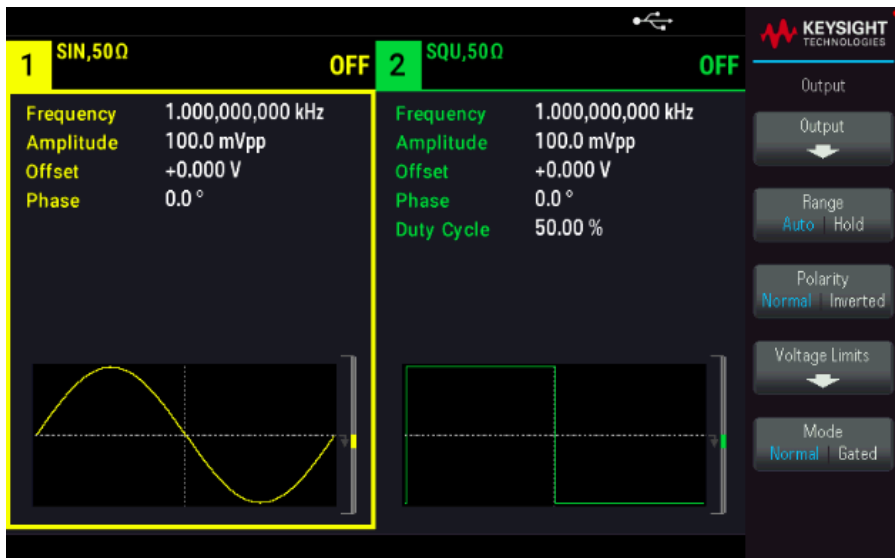 KEYSIGHT
TECHNOLOGIES
1 SIN,50Ω OFF
2 SQU,50Ω OFF
Frequency 1.000,000,000 kHz
Amplitude 100.0 mVpp
Offset +0.000 V
Phase 0.0 °
Frequency 1.000,000,000 kHz
Amplitude 100.0 mVpp
Offset +0.000 V
Phase 0.0 °
Duty Cycle 50.00 %
Output
Output
Range
Auto | Hold
Polarity
Normal | Inverted
Voltage Limits
Mode
Normal | Gated